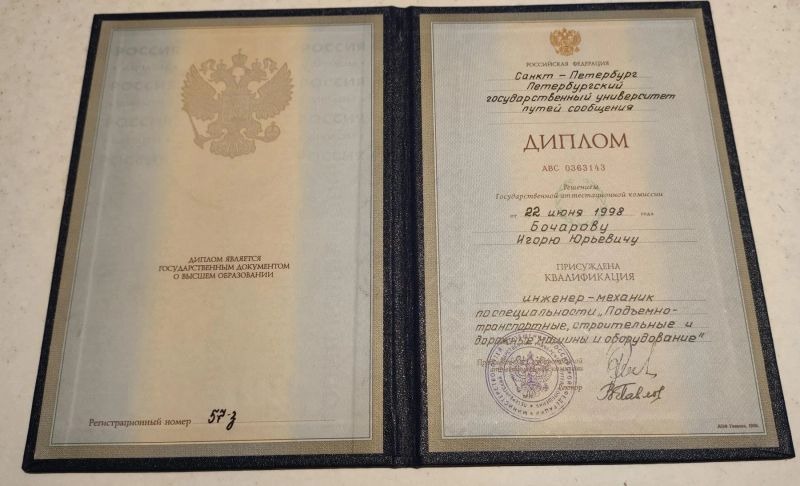 ДИПЛОМ ЯВЛЯЕТСЯ
ГОСУДАРСТВЕННЫМ ДОКУМЕНТОМ
О ВЫСШЕМ ОБРАЗОВАНИИ
Регистрационный номер 57-з
РОССИЙСКАЯ ФЕДЕРАЦИЯ
Санкт-Петербург
Петербургский
государственный университет
путей сообщения
ДИПЛОМ
АВС 0363143
Решением
Государственной аттестационной комиссии
от 22 июня 1998 года
Бочарову
Игорю Юрьевичу
ПРИСУЖДЕНА
КВАЛИФИКАЦИЯ
инженер-механик
по специальности „Подъемно-
транспортные, строительные и
дорожные машины и оборудование"